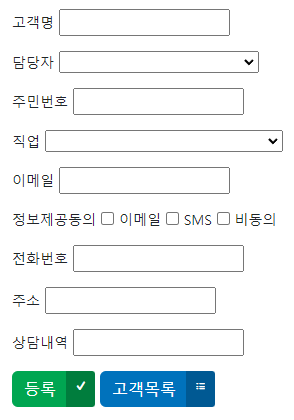 고객명
담당자
주민번호
직업
이메일
정보제공동의 이메일 SMS 비동의
전화번호
주소
상담내역
등록 고객목록